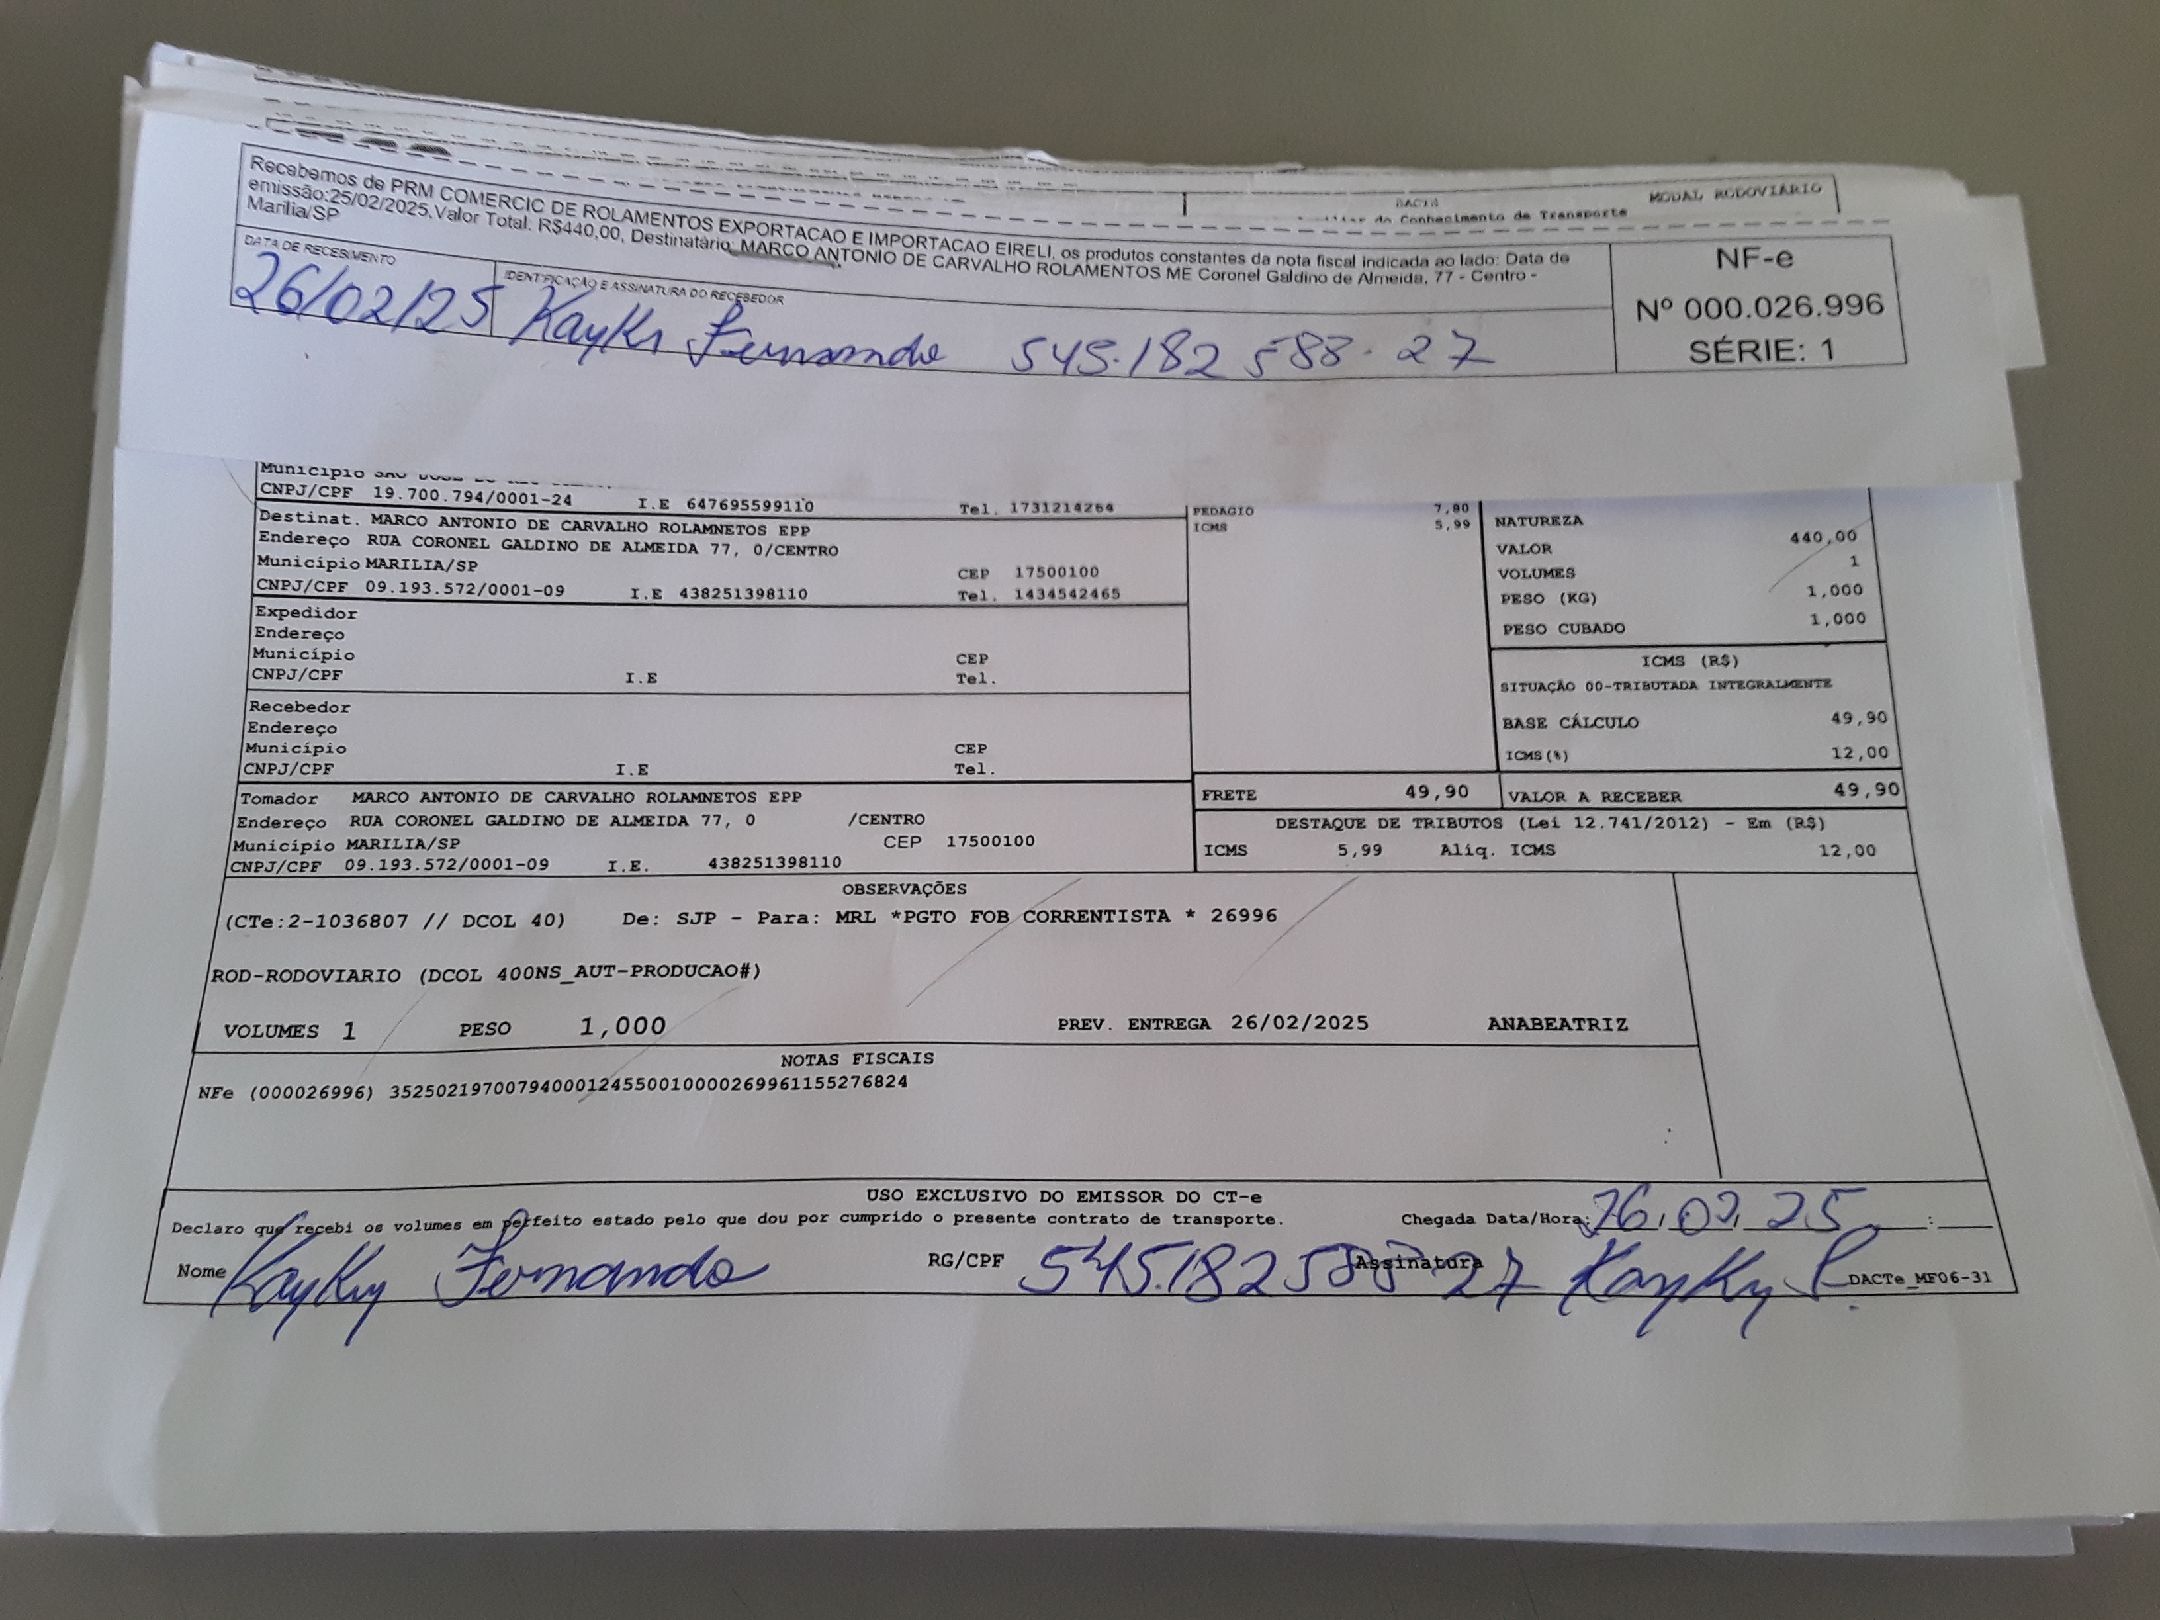 MODAL RODOVIÁRIO
DACTE
do Conhecimento de Transporte
Recebemos de PRM COMERCIO DE ROLAMENTOS EXPORTACAO E IMPORTACAO EIRELI, os produtos constantes da nota fiscal indicada ao lado: Data de
emissão:25/02/2025,Valor Total: R$440,00, Destinatário: MARCO ANTONIO DE CARVALHO ROLAMENTOS ME Coronel Galdino de Almeida, 77 - Centro -
Marília/SP
NF-e
Nº 000.026.996
SÉRIE: 1
DATA DE RECEBIMENTO
IDENTIFICAÇÃO E ASSINATURA DO RECEBEDOR
26/02/25 Kayky Fernando 545.182 588-27
Município
CNPJ/CPF 19.700.794/0001-24 I.E 647695599110 Tel. 1731214264
Destinat. MARCO ANTONIO DE CARVALHO ROLAMNETOS EPP
Endereço RUA CORONEL GALDINO DE ALMEIDA 77, 0/CENTRO
Município MARILIA/SP CEP 17500100
CNPJ/CPF 09.193.572/0001-09 I.E 438251398110 Tel. 1434542465
Expedidor
Endereço
Município CEP
CNPJ/CPF I.E Tel.
Recebedor
Endereço
Município CEP
CNPJ/CPF I.E Tel.
Tomador MARCO ANTONIO DE CARVALHO ROLAMNETOS EPP
Endereço RUA CORONEL GALDINO DE ALMEIDA 77, 0 /CENTRO
Município MARILIA/SP CEP 17500100
CNPJ/CPF 09.193.572/0001-09 I.E. 438251398110
PEDAGIO 7,80
ICMS 5,99
NATUREZA
VALOR 440,00
VOLUMES 1
PESO (KG) 1,000
PESO CUBADO 1,000
ICMS (R$)
SITUAÇÃO 00-TRIBUTADA INTEGRALMENTE
BASE CÁLCULO 49,90
ICMS(%) 12,00
FRETE 49,90 VALOR A RECEBER 49,90
DESTAQUE DE TRIBUTOS (Lei 12.741/2012) - Em (R$)
ICMS 5,99 Alíq. ICMS 12,00
OBSERVAÇÕES
(CTe:2-1036807 // DCOL 40) De: SJP - Para: MRL *PGTO FOB CORRENTISTA * 26996
ROD-RODOVIARIO (DCOL 400NS_AUT-PRODUCAO#)
VOLUMES 1 PESO 1,000 PREV. ENTREGA 26/02/2025 ANABEATRIZ
NOTAS FISCAIS
NFe (000026996) 35250219700794000124550010000269961155276824
USO EXCLUSIVO DO EMISSOR DO CT-e
Declaro que recebi os volumes em perfeito estado pelo que dou por cumprido o presente contrato de transporte. Chegada Data/Hora: 26.02.25 :
Nome Kayky Fernando RG/CPF 545.182 588-27 Assinatura Kayky F.
DACTe_MF06-31